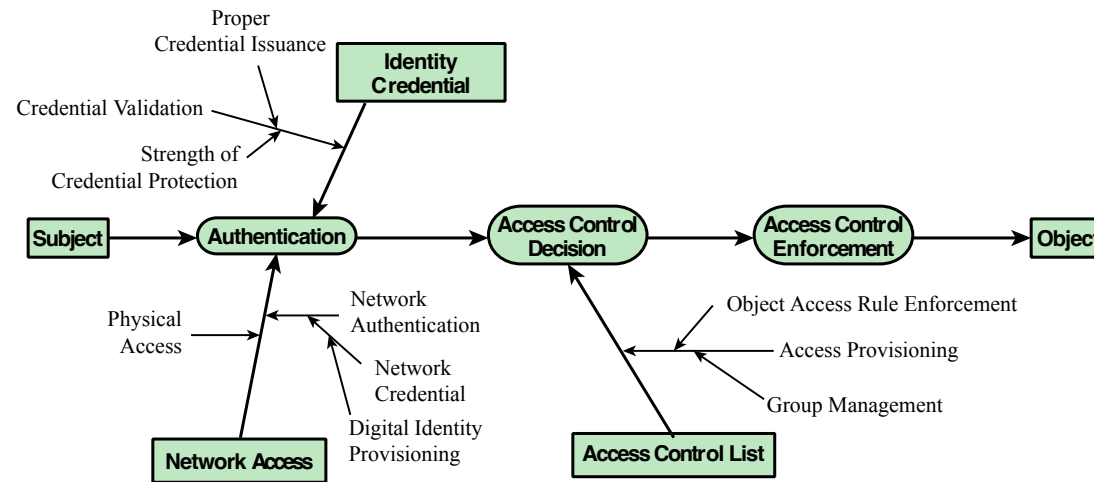 Proper
Credential Issuance
Identity
Credential
Credential Validation
Strength of
Credential Protection
Subject
Authentication
Access Control
Decision
Access Control
Enforcement
Object
Physical
Access
Network
Authentication
Network
Credential
Digital Identity
Provisioning
Network Access
Object Access Rule Enforcement
Access Provisioning
Group Management
Access Control List